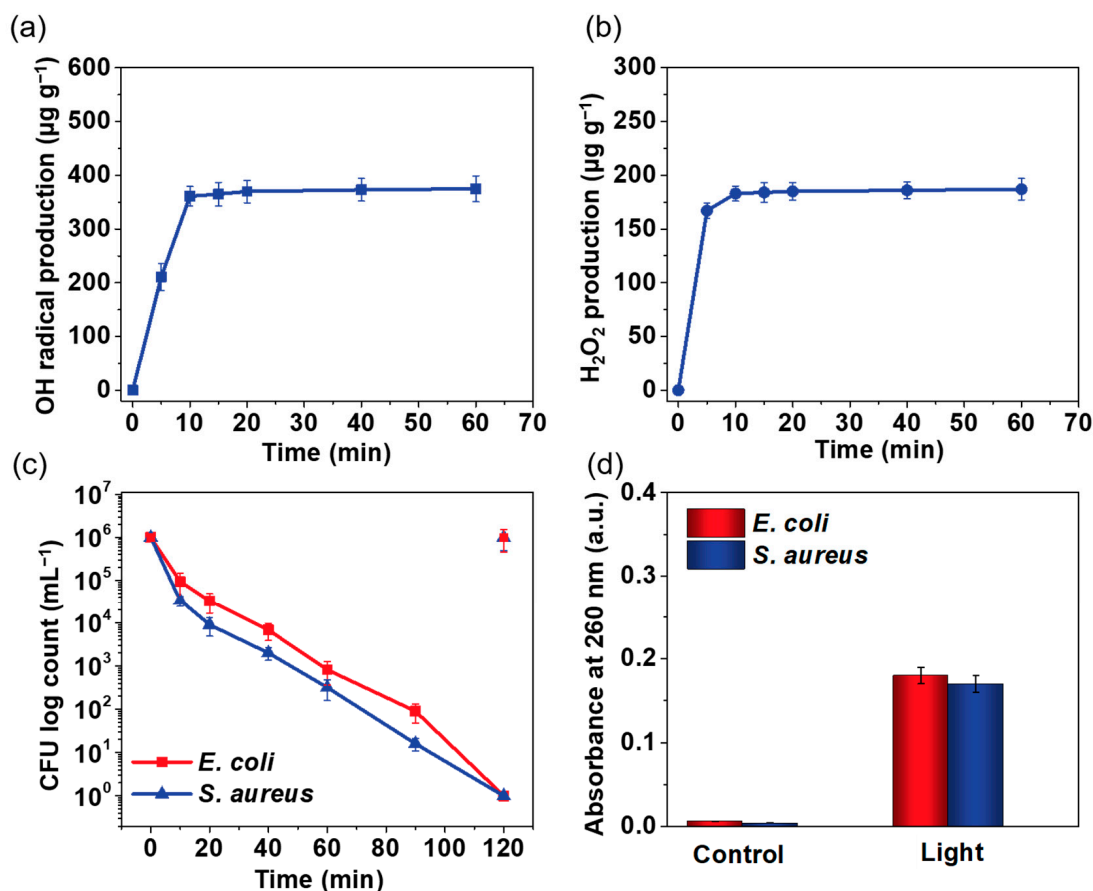 (a)
OH radical production (µg g⁻¹)
600
500
400
300
200
100
0
0 10 20 30 40 50 60 70
Time (min)
(b)
H₂O₂ production (µg g⁻¹)
300
250
200
150
100
50
0
0 10 20 30 40 50 60 70
Time (min)
(c)
CFU log count (mL⁻¹)
10⁷
10⁶
10⁵
10⁴
10³
10²
10¹
10⁰
E. coli
S. aureus
0 20 40 60 80 100 120
Time (min)
(d)
Absorbance at 260 nm (a.u.)
0.4
0.3
0.2
0.1
0.0
E. coli
S. aureus
Control Light